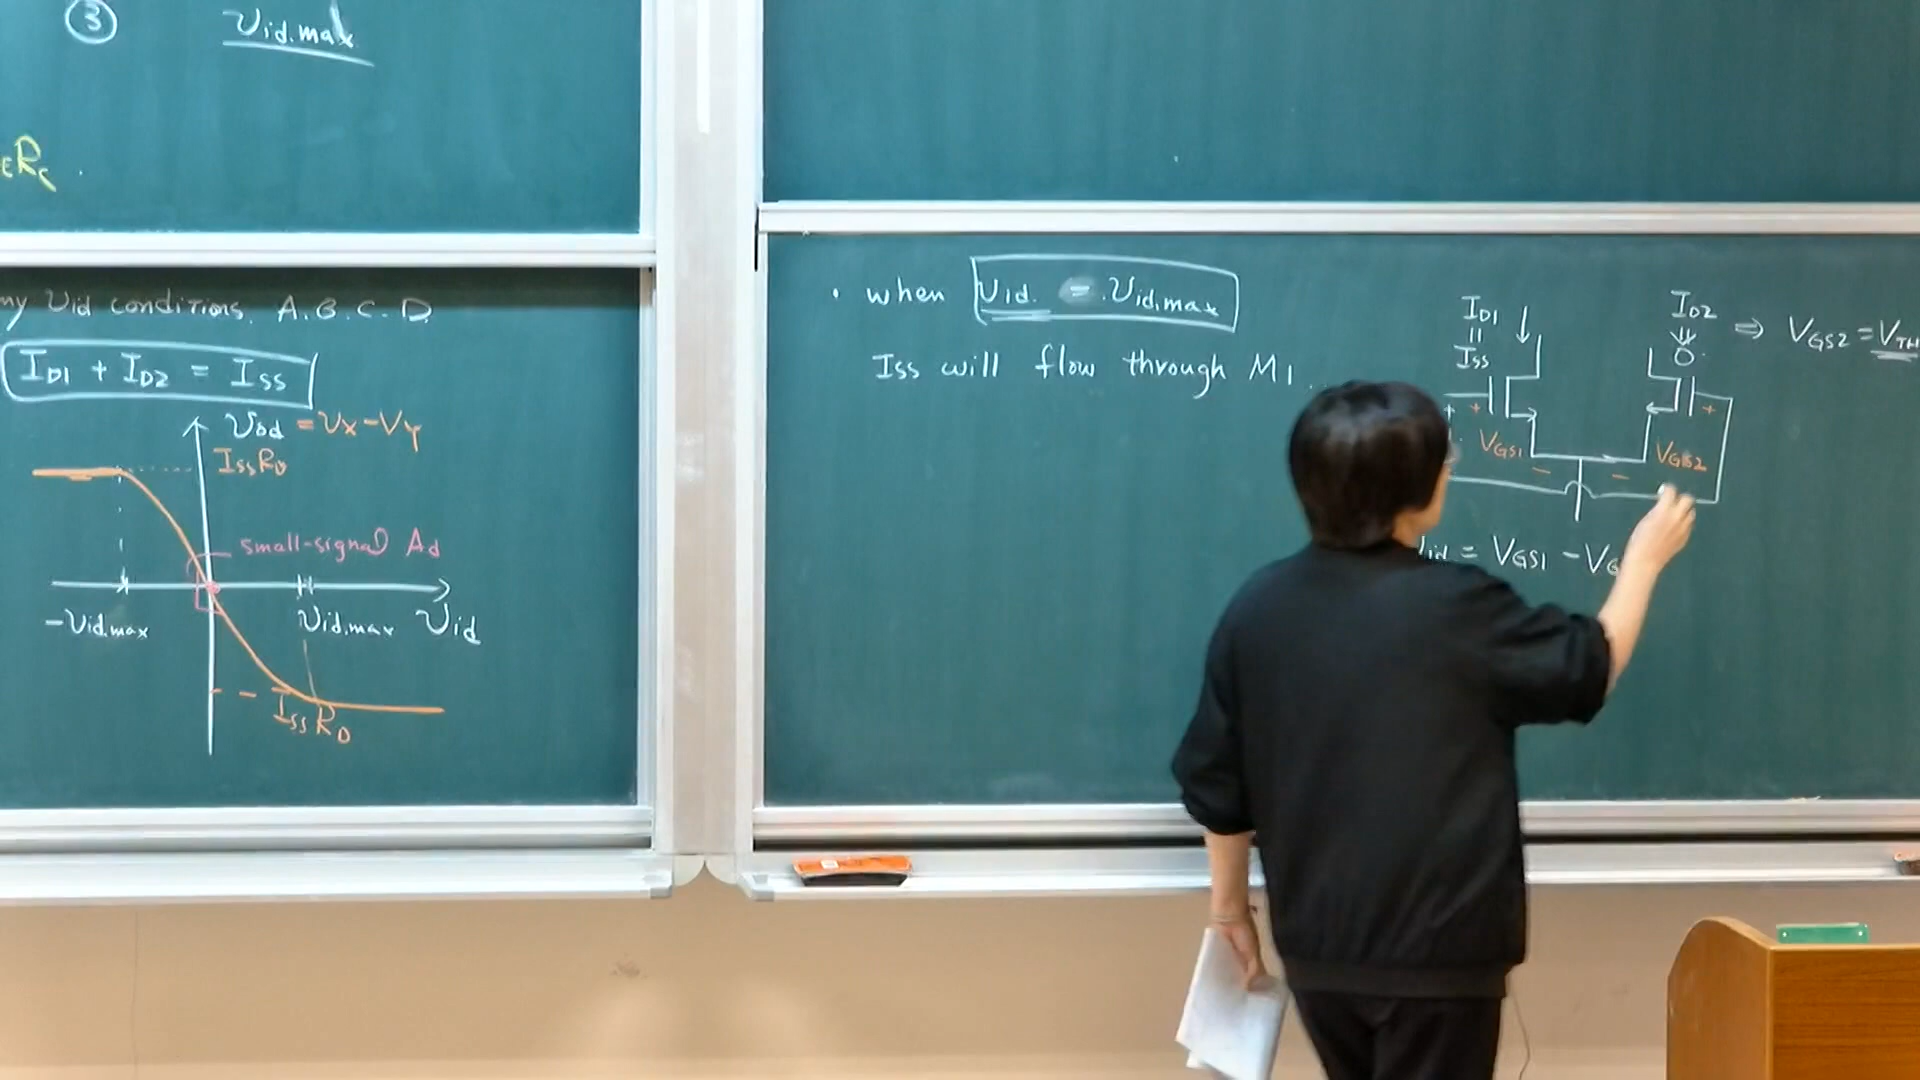 ③ Vid.max
Rc .
my Vid conditions. A. B. C. D.
ID1 + ID2 = ISS
Vod = Vx - VY
ISSRD
small-signal Ad
-Vid.max
Vid.max
Vid
- ISSRD
• when Vid. = Vid.max
ISS will flow through M1.
ID1
||
ISS
ID2
0.
⇒ VGS2 = VTH
+ +
+
VGS1
-
VGS2
-
= VGS1 - VG